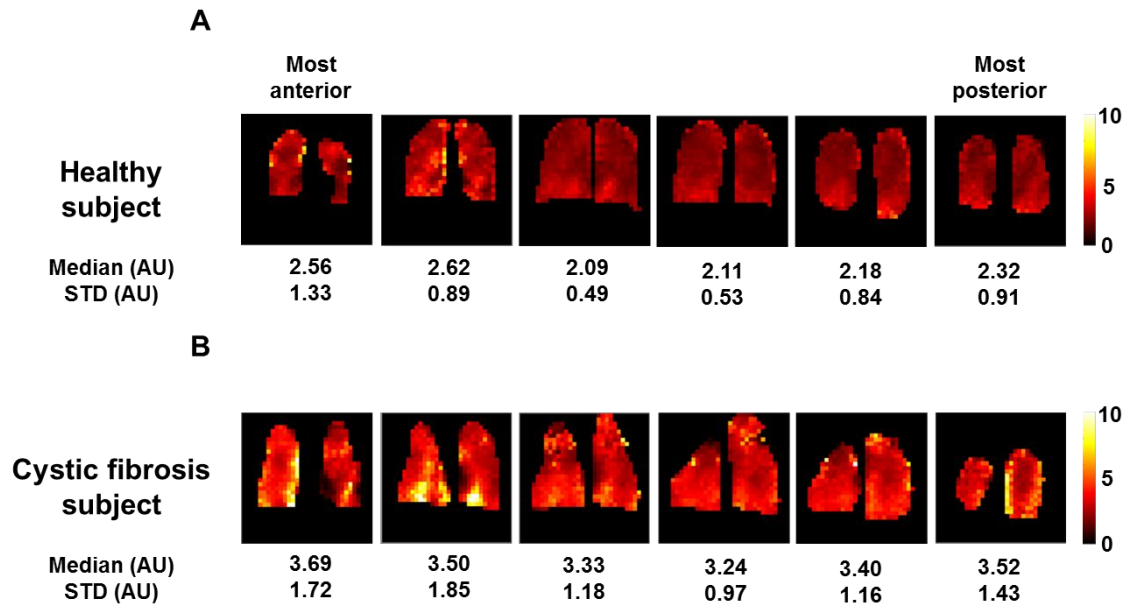 A
Most
anterior
Most
posterior
Healthy
subject
10
5
0
Median (AU) 2.56 2.62 2.09 2.11 2.18 2.32
STD (AU) 1.33 0.89 0.49 0.53 0.84 0.91
B
Cystic fibrosis
subject
10
5
0
Median (AU) 3.69 3.50 3.33 3.24 3.40 3.52
STD (AU) 1.72 1.85 1.18 0.97 1.16 1.43